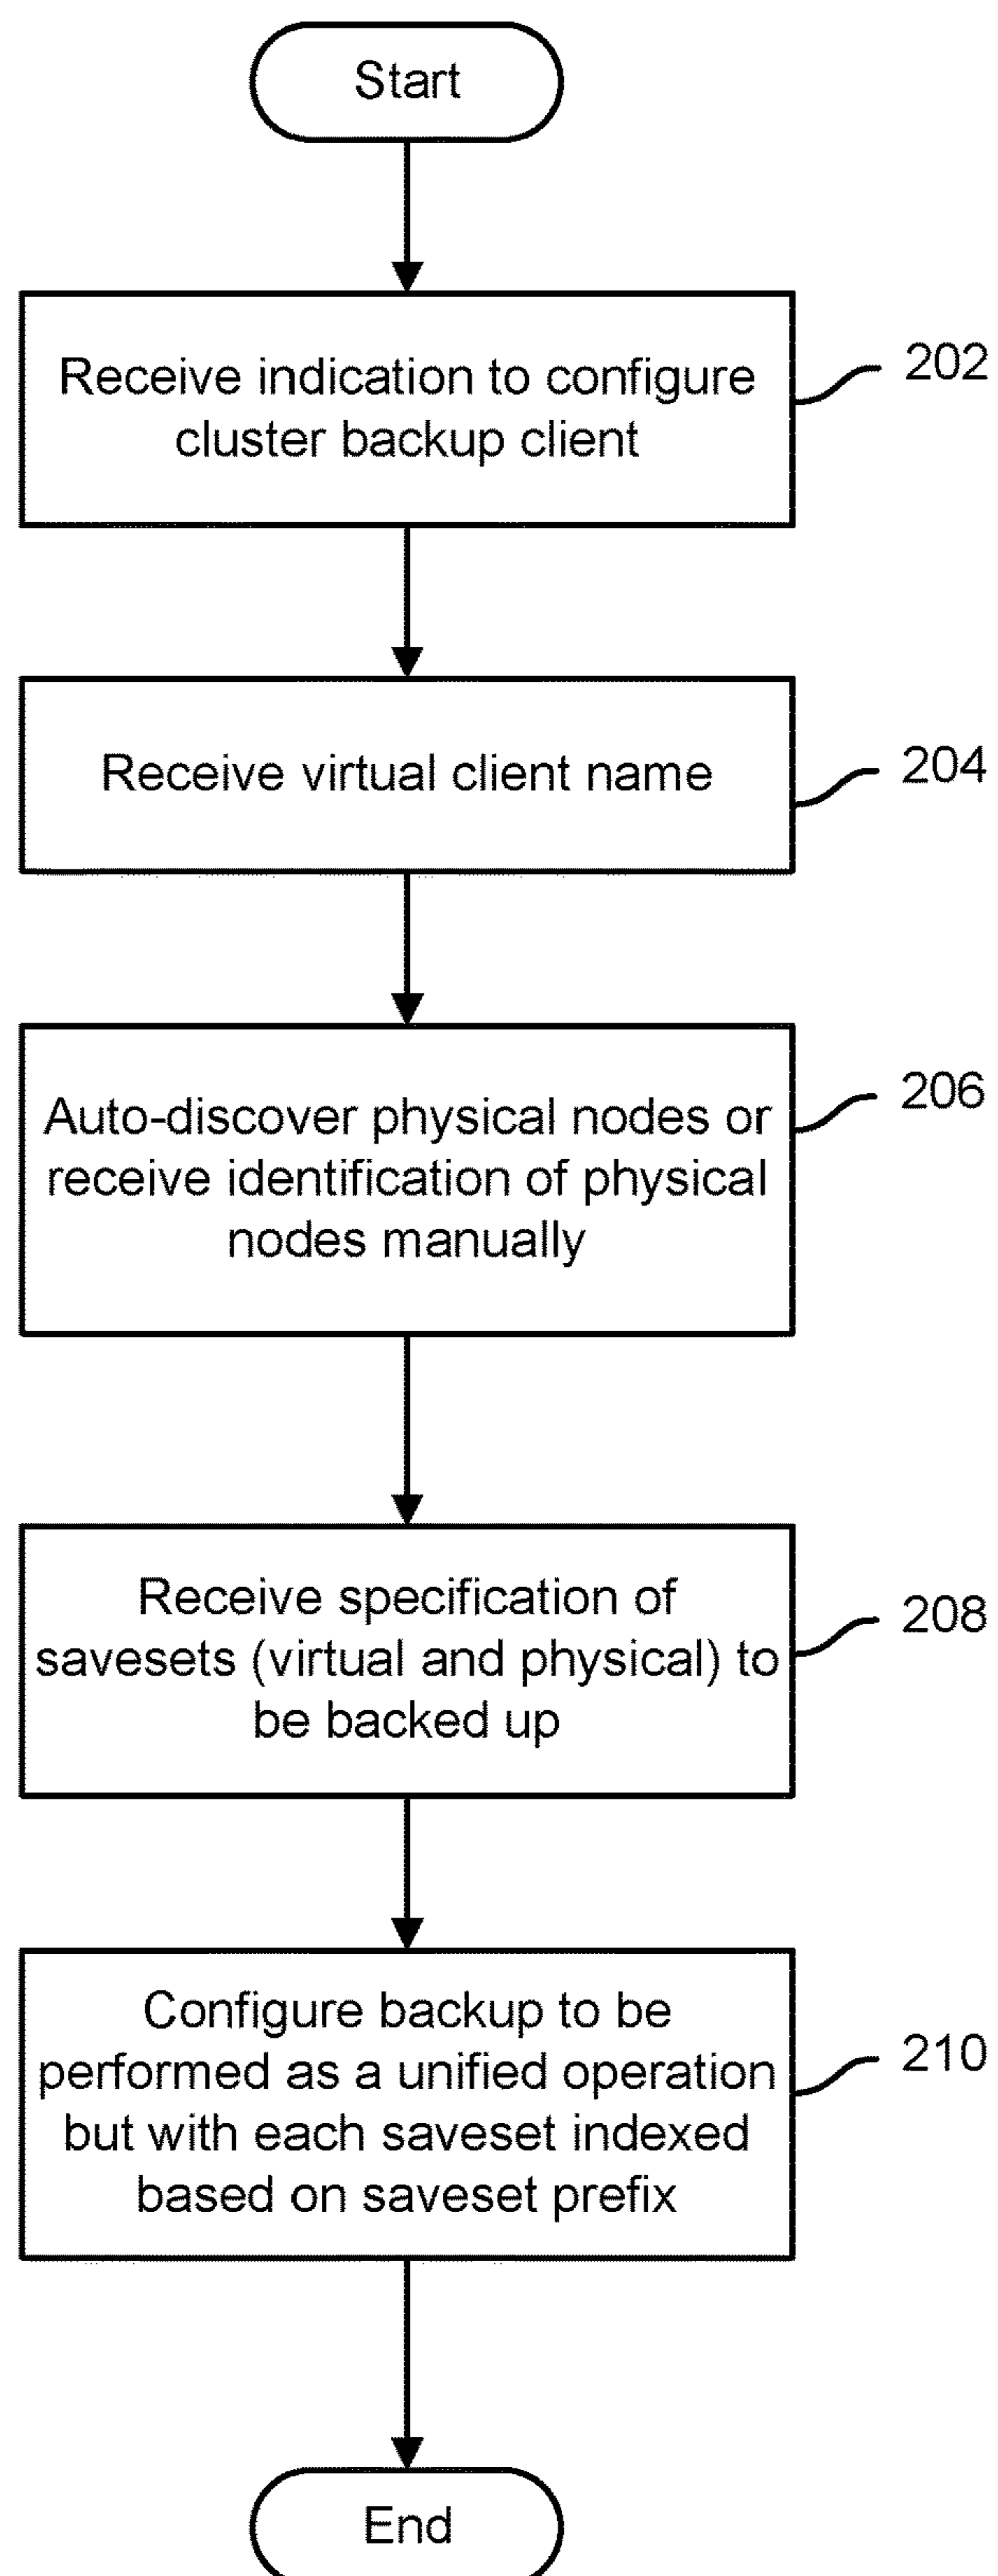 Start
Receive indication to configure
cluster backup client
202
Receive virtual client name
204
Auto-discover physical nodes or
receive identification of physical
nodes manually
206
Receive specification of
savesets (virtual and physical) to
be backed up
208
Configure backup to be
performed as a unified operation
but with each saveset indexed
based on saveset prefix
210
End